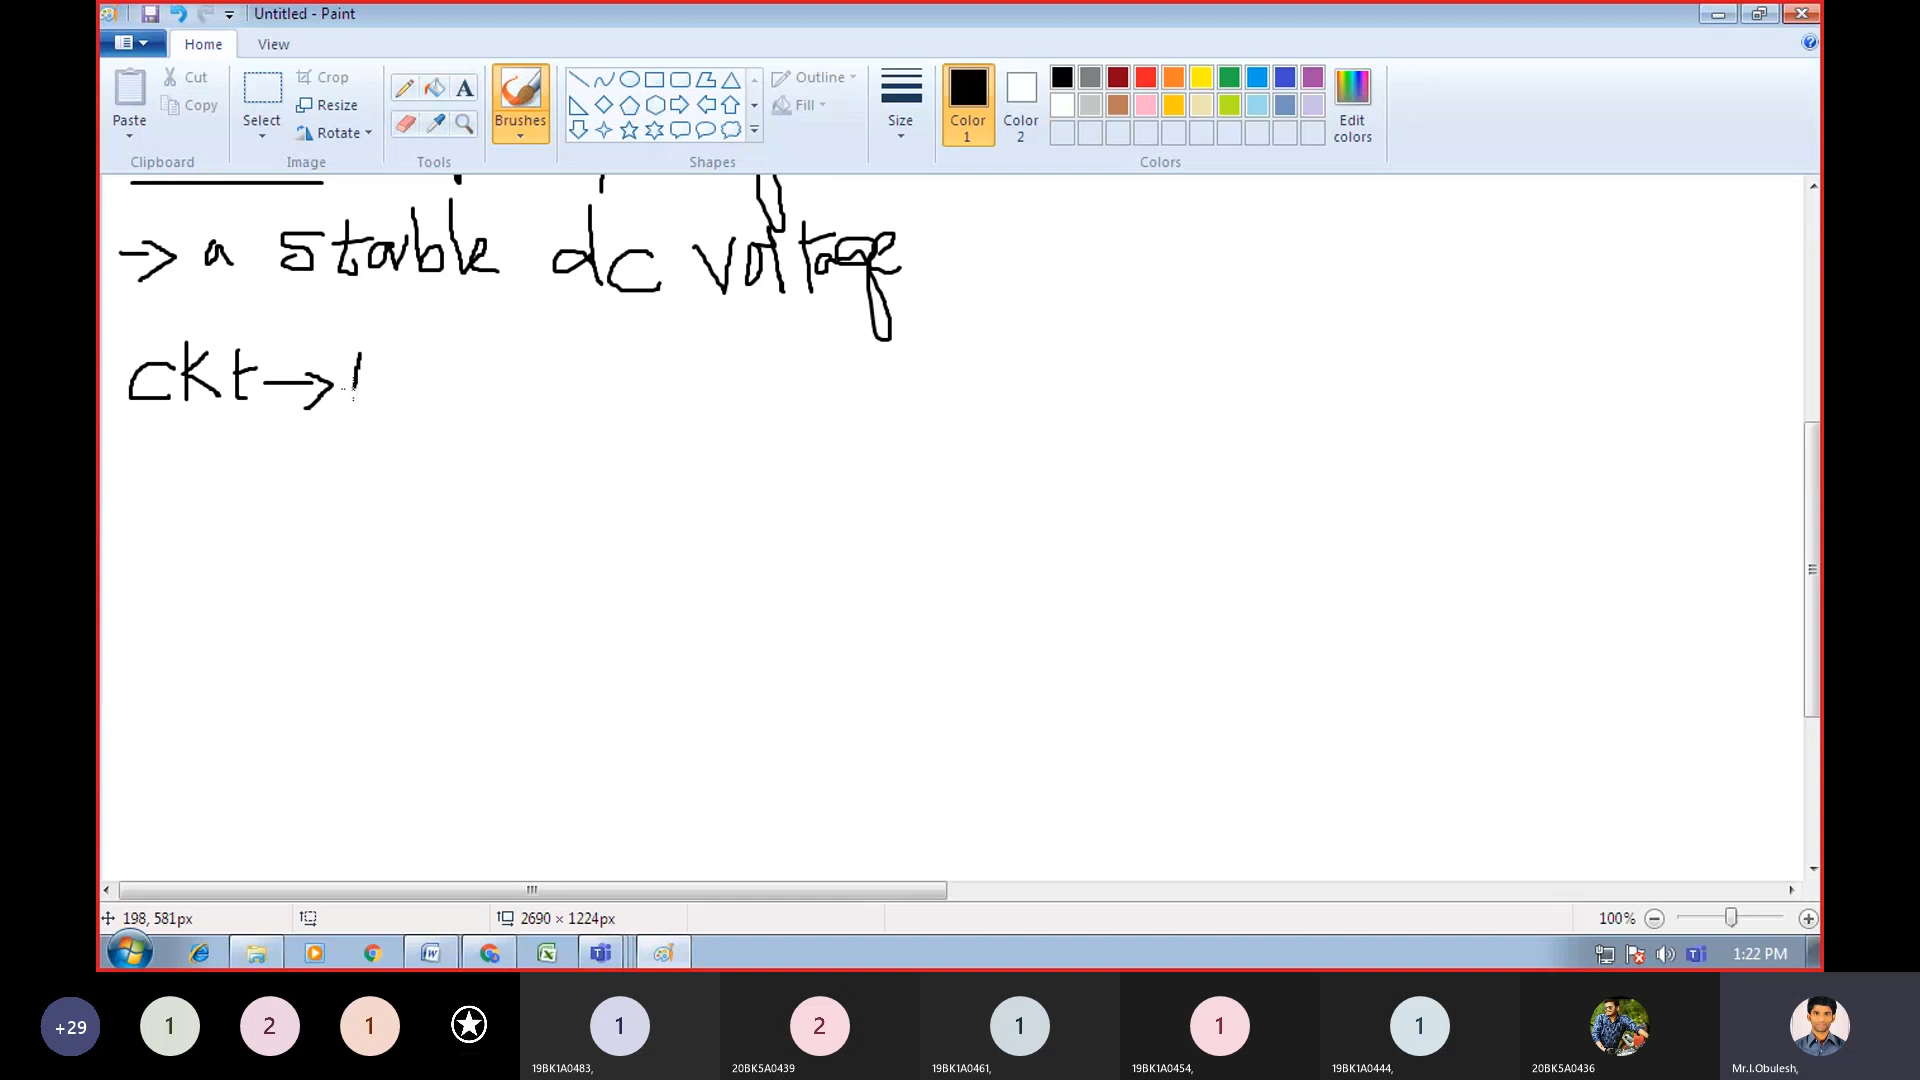 Untitled - Paint
Home View
Cut
Copy
Paste
Clipboard
Crop
Resize
Rotate
Select
Image
Tools
Brushes
Outline
Fill
Shapes
Size
Color 1
Color 2
Edit colors
Colors
→ a stable dc voltage
CKt →
198, 581px
2690 × 1224px
100%
1:22 PM
+29 1 2 1 1 2 1 1 1
19BK1A0483, 20BK5A0439 19BK1A0461, 19BK1A0454, 19BK1A0444, 20BK5A0436 Mr.I.Obulesh,